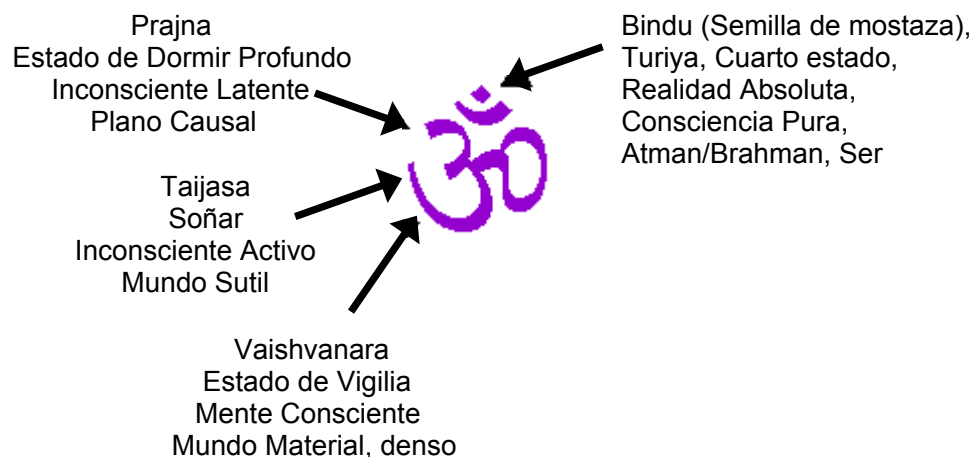 Prajna
Estado de Dormir Profundo
Inconsciente Latente
Plano Causal
Bindu (Semilla de mostaza),
Turiya, Cuarto estado,
Realidad Absoluta,
Consciencia Pura,
Atman/Brahman, Ser
ॐ
Taijasa
Soñar
Inconsciente Activo
Mundo Sutil
Vaishvanara
Estado de Vigilia
Mente Consciente
Mundo Material, denso